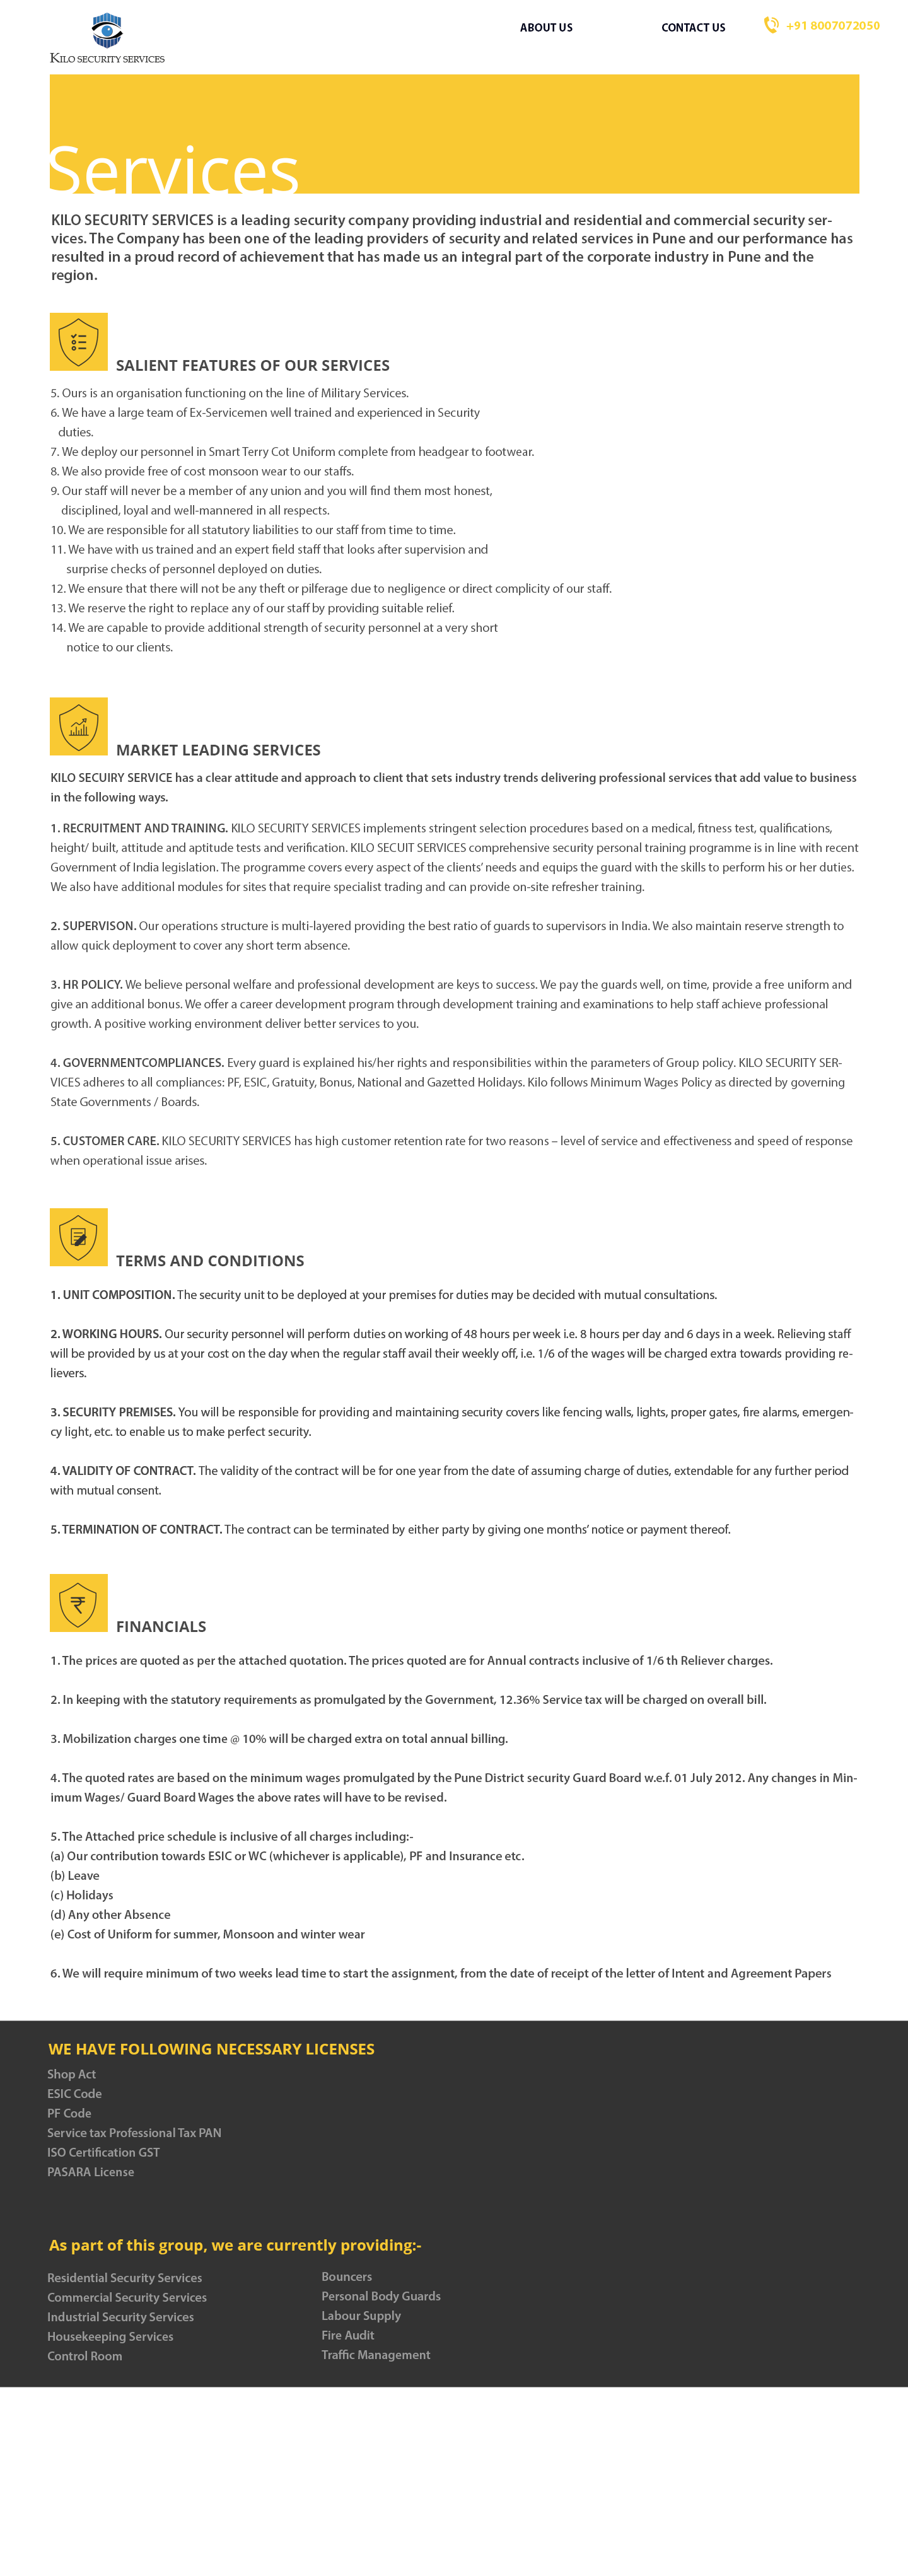 KILO SECURITY SERVICES
ABOUT US
CONTACT US
+91 8007072050
Services
KILO SECURITY SERVICES is a leading security company providing industrial and residential and commercial security ser-
vices. The Company has been one of the leading providers of security and related services in Pune and our performance has
resulted in a proud record of achievement that has made us an integral part of the corporate industry in Pune and the
region.
SALIENT FEATURES OF OUR SERVICES
5. Ours is an organisation functioning on the line of Military Services.
6. We have a large team of Ex-Servicemen well trained and experienced in Security
duties.
7. We deploy our personnel in Smart Terry Cot Uniform complete from headgear to footwear.
8. We also provide free of cost monsoon wear to our staffs.
9. Our staff will never be a member of any union and you will find them most honest,
disciplined, loyal and well-mannered in all respects.
10. We are responsible for all statutory liabilities to our staff from time to time.
11. We have with us trained and an expert field staff that looks after supervision and
surprise checks of personnel deployed on duties.
12. We ensure that there will not be any theft or pilferage due to negligence or direct complicity of our staff.
13. We reserve the right to replace any of our staff by providing suitable relief.
14. We are capable to provide additional strength of security personnel at a very short
notice to our clients.
MARKET LEADING SERVICES
KILO SECUIRY SERVICE has a clear attitude and approach to client that sets industry trends delivering professional services that add value to business
in the following ways.
1. RECRUITMENT AND TRAINING. KILO SECURITY SERVICES implements stringent selection procedures based on a medical, fitness test, qualifications,
height/ built, attitude and aptitude tests and verification. KILO SECUIT SERVICES comprehensive security personal training programme is in line with recent
Government of India legislation. The programme covers every aspect of the clients’ needs and equips the guard with the skills to perform his or her duties.
We also have additional modules for sites that require specialist trading and can provide on-site refresher training.
2. SUPERVISON. Our operations structure is multi-layered providing the best ratio of guards to supervisors in India. We also maintain reserve strength to
allow quick deployment to cover any short term absence.
3. HR POLICY. We believe personal welfare and professional development are keys to success. We pay the guards well, on time, provide a free uniform and
give an additional bonus. We offer a career development program through development training and examinations to help staff achieve professional
growth. A positive working environment deliver better services to you.
4. GOVERNMENTCOMPLIANCES. Every guard is explained his/her rights and responsibilities within the parameters of Group policy. KILO SECURITY SER-
VICES adheres to all compliances: PF, ESIC, Gratuity, Bonus, National and Gazetted Holidays. Kilo follows Minimum Wages Policy as directed by governing
State Governments / Boards.
5. CUSTOMER CARE. KILO SECURITY SERVICES has high customer retention rate for two reasons – level of service and effectiveness and speed of response
when operational issue arises.
TERMS AND CONDITIONS
1. UNIT COMPOSITION. The security unit to be deployed at your premises for duties may be decided with mutual consultations.
2. WORKING HOURS. Our security personnel will perform duties on working of 48 hours per week i.e. 8 hours per day and 6 days in a week. Relieving staff
will be provided by us at your cost on the day when the regular staff avail their weekly off, i.e. 1/6 of the wages will be charged extra towards providing re-
lievers.
3. SECURITY PREMISES. You will be responsible for providing and maintaining security covers like fencing walls, lights, proper gates, fire alarms, emergen-
cy light, etc. to enable us to make perfect security.
4. VALIDITY OF CONTRACT. The validity of the contract will be for one year from the date of assuming charge of duties, extendable for any further period
with mutual consent.
5. TERMINATION OF CONTRACT. The contract can be terminated by either party by giving one months’ notice or payment thereof.
FINANCIALS
1. The prices are quoted as per the attached quotation. The prices quoted are for Annual contracts inclusive of 1/6 th Reliever charges.
2. In keeping with the statutory requirements as promulgated by the Government, 12.36% Service tax will be charged on overall bill.
3. Mobilization charges one time @ 10% will be charged extra on total annual billing.
4. The quoted rates are based on the minimum wages promulgated by the Pune District security Guard Board w.e.f. 01 July 2012. Any changes in Min-
imum Wages/ Guard Board Wages the above rates will have to be revised.
5. The Attached price schedule is inclusive of all charges including:-
(a) Our contribution towards ESIC or WC (whichever is applicable), PF and Insurance etc.
(b) Leave
(c) Holidays
(d) Any other Absence
(e) Cost of Uniform for summer, Monsoon and winter wear
6. We will require minimum of two weeks lead time to start the assignment, from the date of receipt of the letter of Intent and Agreement Papers
WE HAVE FOLLOWING NECESSARY LICENSES
Shop Act
ESIC Code
PF Code
Service tax Professional Tax PAN
ISO Certification GST
PASARA License
As part of this group, we are currently providing:-
Residential Security Services
Commercial Security Services
Industrial Security Services
Housekeeping Services
Control Room
Bouncers
Personal Body Guards
Labour Supply
Fire Audit
Traffic Management